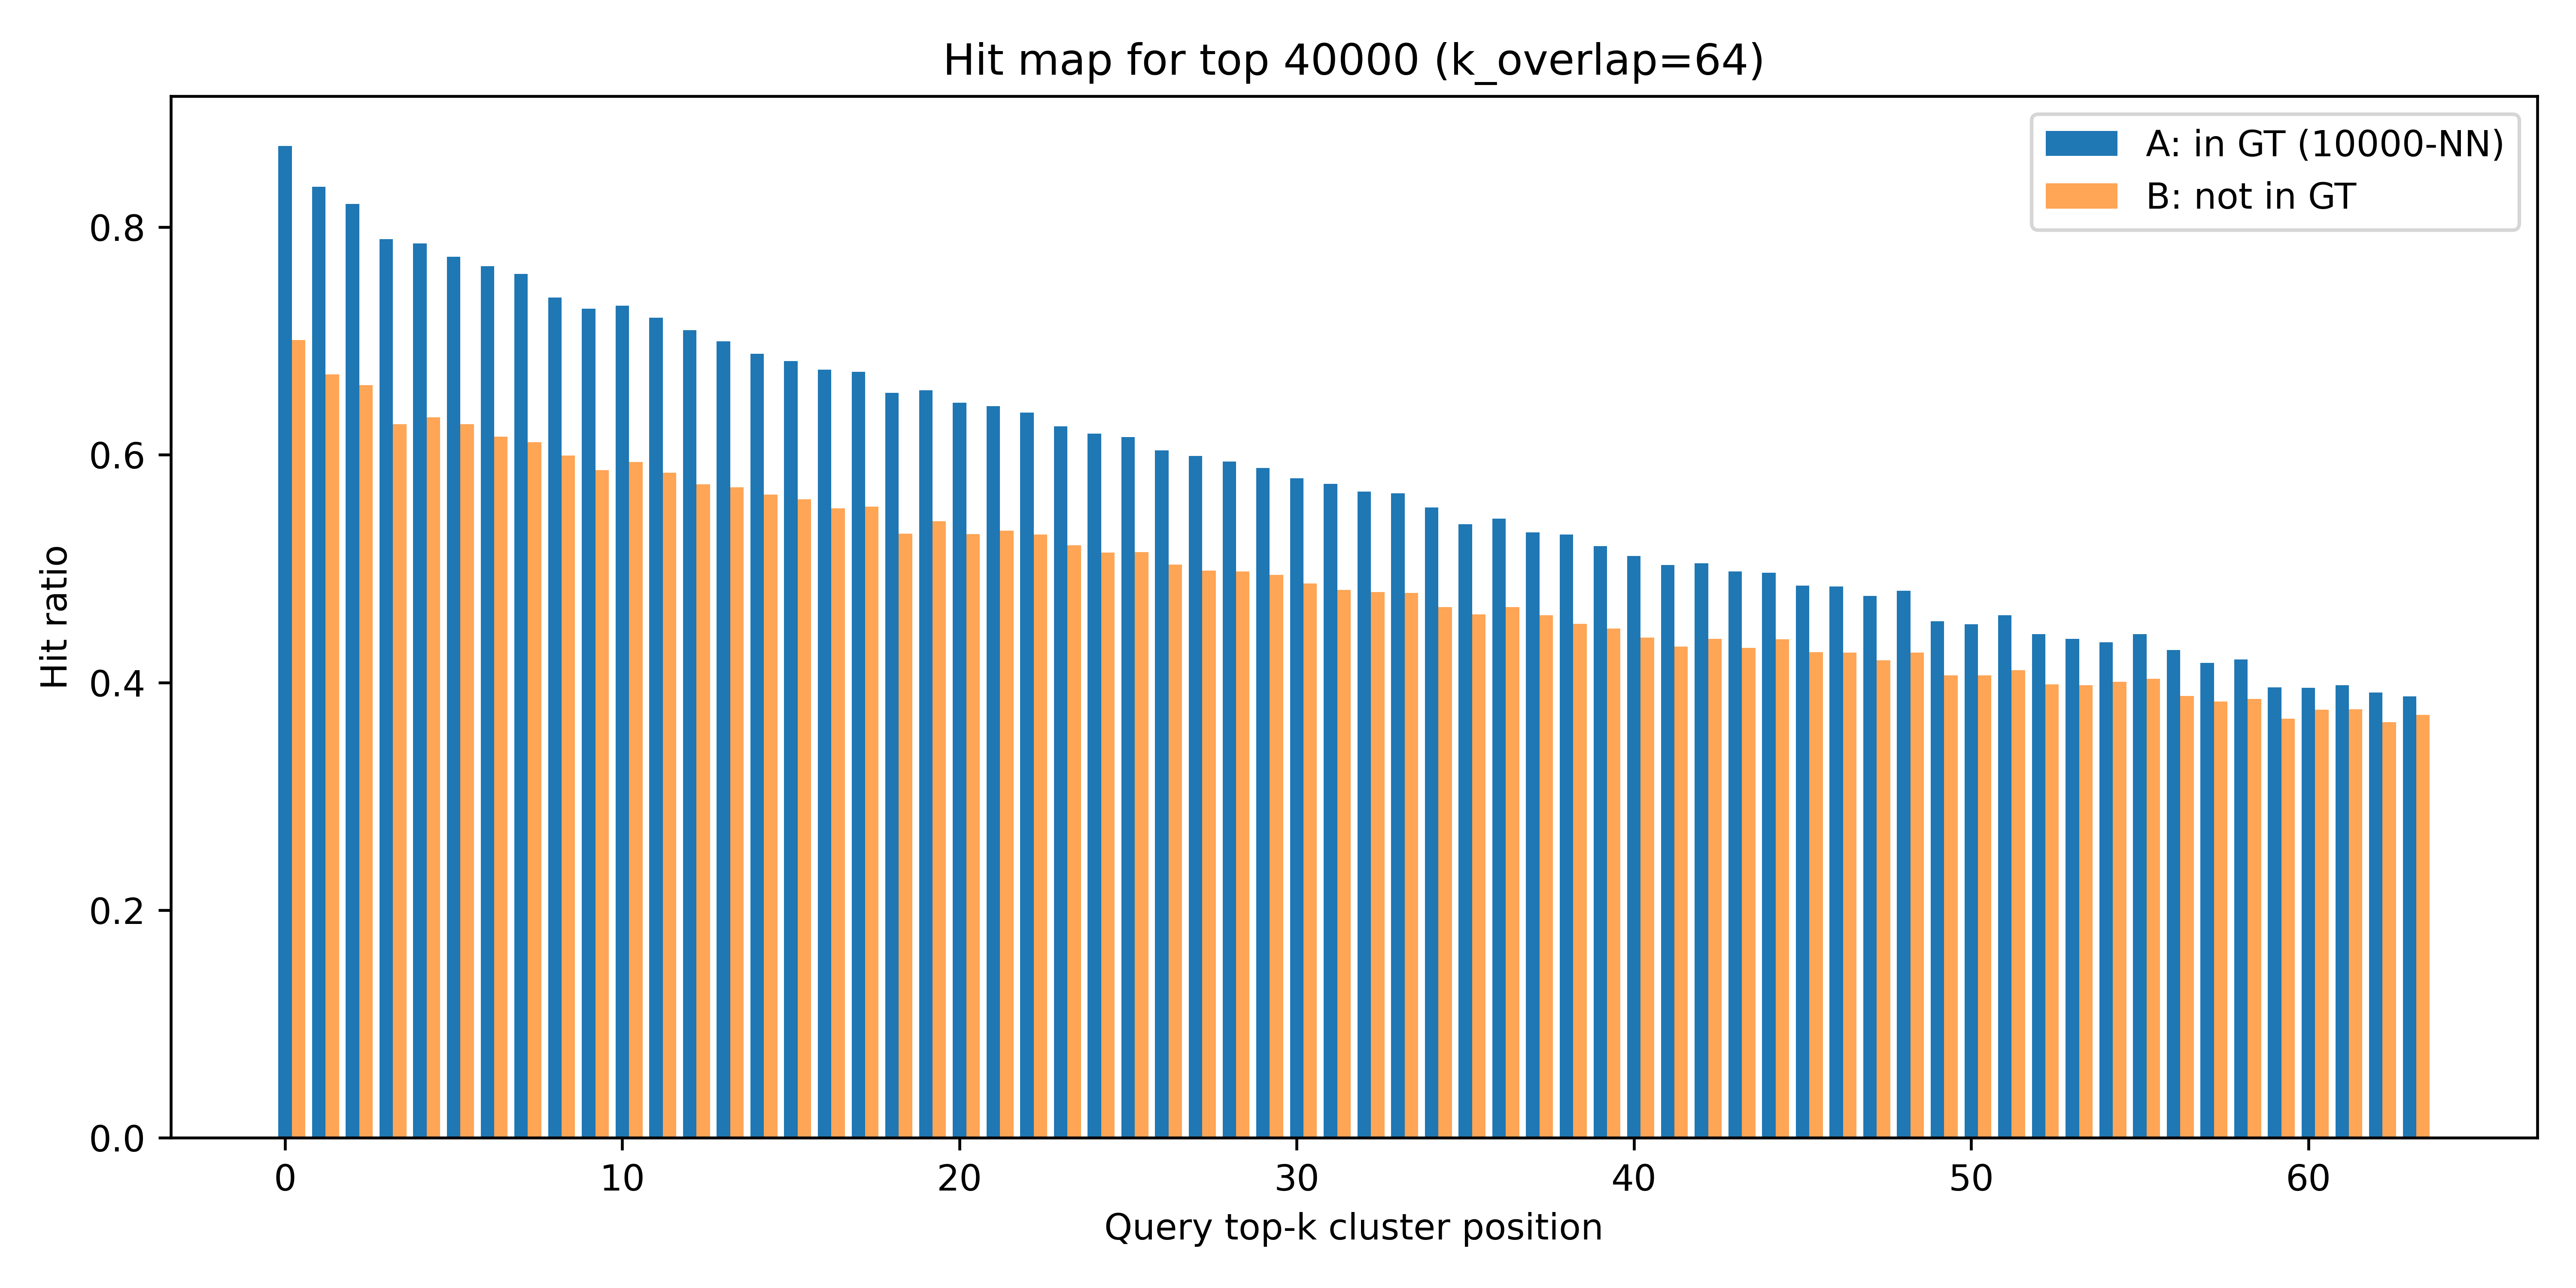 Hit map for top 40000 (k_overlap=64)
A: in GT (10000-NN)
B: not in GT
Hit ratio
0.8
0.6
0.4
0.2
0.0
0 10 20 30 40 50 60
Query top-k cluster position